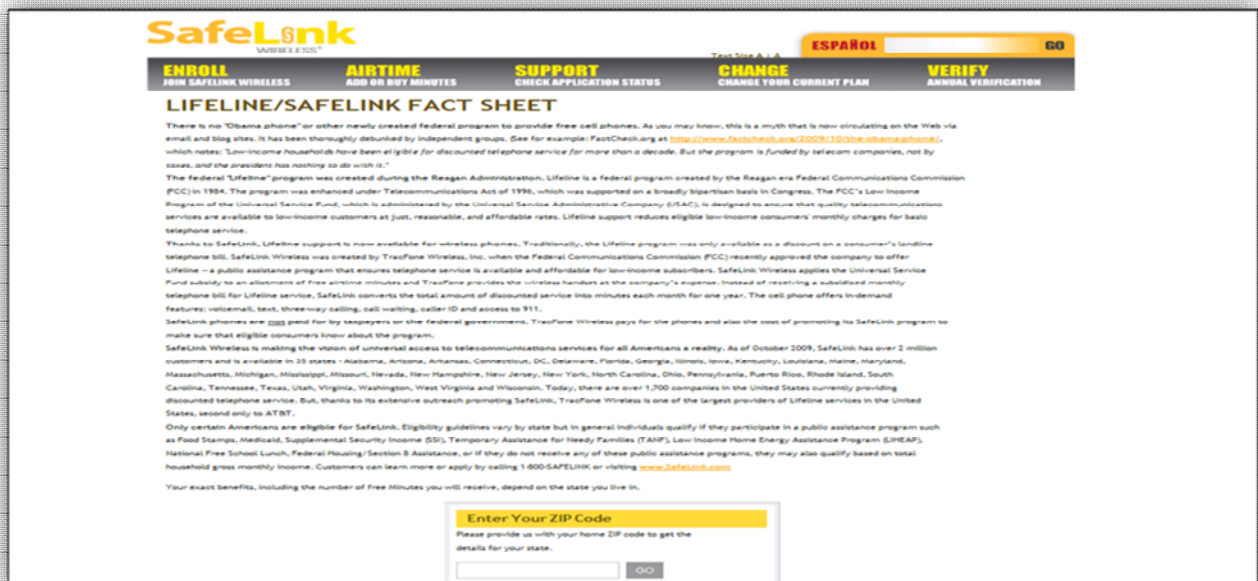 SafeLink
WIRELESS®
Text Size A | A
ESPAÑOL
GO
ENROLL
JOIN SAFELINK WIRELESS
AIRTIME
ADD OR BUY MINUTES
SUPPORT
CHECK APPLICATION STATUS
CHANGE
CHANGE YOUR CURRENT PLAN
VERIFY
ANNUAL VERIFICATION
LIFELINE/SAFELINK FACT SHEET
There is no "Obama phone" or other newly created federal program to provide free cell phones. As you may know, this is a myth that is now circulating on the Web via
email and blog sites. It has been thoroughly debunked by independent groups. (See for example: FactCheck.org at http://www.factcheck.org/2009/10/the-obama-phone/,
which notes: "Low-income households have been eligible for discounted telephone service for more than a decade. But the program is funded by telecom companies, not by
taxes, and the president has nothing to do with it."
The federal "Lifeline" program was created during the Reagan Administration. Lifeline is a federal program created by the Reagan era Federal Communications Commission
(FCC) in 1984. The program was enhanced under Telecommunications Act of 1996, which was supported on a broadly bipartisan basis in Congress. The FCC's Low Income
Program of the Universal Service Fund, which is administered by the Universal Service Administrative Company (USAC), is designed to ensure that quality telecommunications
services are available to low-income customers at just, reasonable, and affordable rates. Lifeline support reduces eligible low-income consumers' monthly charges for basic
telephone service.
Thanks to SafeLink, Lifeline support is now available for wireless phones. Traditionally, the Lifeline program was only available as a discount on a consumer's landline
telephone bill. SafeLink Wireless was created by TracFone Wireless, Inc. when the Federal Communications Commission (FCC) recently approved the company to offer
Lifeline – a public assistance program that ensures telephone service is available and affordable for low-income subscribers. SafeLink Wireless applies the Universal Service
Fund subsidy to an allotment of free airtime minutes and TracFone provides the wireless handset at the company's expense. Instead of receiving a subsidized monthly
telephone bill for Lifeline service, SafeLink converts the total amount of discounted service into minutes each month for one year. The cell phone offers in-demand
features: voicemail, text, three-way calling, call waiting, caller ID and access to 911.
SafeLink phones are not paid for by taxpayers or the federal government. TracFone Wireless pays for the phones and also the cost of promoting its SafeLink program to
make sure that eligible consumers know about the program.
SafeLink Wireless is making the vision of universal access to telecommunications services for all Americans a reality. As of October 2009, SafeLink has over 2 million
customers and is available in 35 states - Alabama, Arizona, Arkansas, Connecticut, DC, Delaware, Florida, Georgia, Illinois, Iowa, Kentucky, Louisiana, Maine, Maryland,
Massachusetts, Michigan, Mississippi, Missouri, Nevada, New Hampshire, New Jersey, New York, North Carolina, Ohio, Pennsylvania, Puerto Rico, Rhode Island, South
Carolina, Tennessee, Texas, Utah, Virginia, Washington, West Virginia and Wisconsin. Today, there are over 1,700 companies in the United States currently providing
discounted telephone service. But, thanks to its extensive outreach promoting SafeLink, TracFone Wireless is one of the largest providers of Lifeline services in the United
States, second only to AT&T.
Only certain Americans are eligible for SafeLink. Eligibility guidelines vary by state but in general individuals qualify if they participate in a public assistance program such
as Food Stamps, Medicaid, Supplemental Security Income (SSI), Temporary Assistance for Needy Families (TANF), Low Income Home Energy Assistance Program (LIHEAP),
National Free School Lunch, Federal Housing/Section 8 Assistance, or if they do not receive any of these public assistance programs, they may also qualify based on total
household gross monthly income. Customers can learn more or apply by calling 1-800-SAFELINK or visiting www.SafeLink.com
Your exact benefits, including the number of free Minutes you will receive, depend on the state you live in.
Enter Your ZIP Code
Please provide us with your home ZIP code to get the
details for your state.
GO